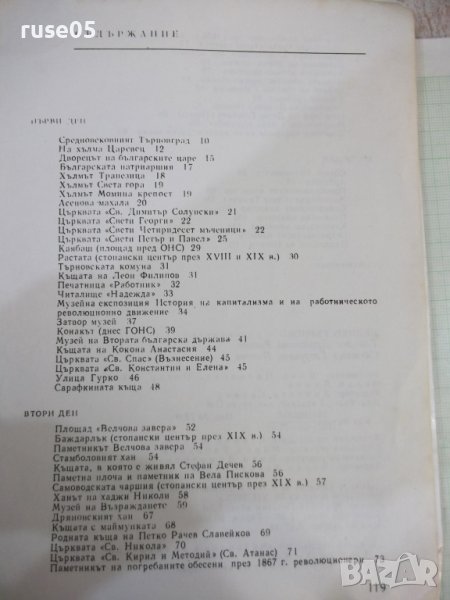 ruse05
ДЪРЖАНИЕ
ПЪРВИ ДЕН
Средновековният Търновград 10
На хълма Царевец 12
Дворецът на българските царе 15
Българската патриаршия 17
Хълмът Трапезица 18
Хълмът Света гора 19
Хълмът Момина крепост 19
Асенова махала 20
Църквата «Св. Димитър Солунски» 21
Църквата «Свети Георги» 22
Църквата «Свети Четиридесет мъченици» 22
Църквата «Свети Петър и Павел» 25
Камбаш (площад пред ОНС) 29
Растата (стопански център през XVIII и XIX в.) 30
Търновската комуна 31
Къщата на Леон Филипов 31
Печатница «Работник» 32
Читалище «Надежда» 33
Музейна експозиция История на капитализма и на работническото
революционно движение 34
Затвор музей 37
Конакът (днес ГОНС) 39
Музей на Втората българска държава 41
Къщата на Кокона Анастасия 44
Църквата «Св. Спас» (Възнесение) 45
Църквата «Св. Константин и Елена» 45
Улица Гурко 46
Сарафкината къща 48
ВТОРИ ДЕН
Площад «Велчова завера» 52
Баждарлък (стопански център през XIX в.) 54
Паметникът Велчова завера 54
Стамболовият хан 54
Къщата, в която е живял Стефан Дечев 56
Паметна плоча и паметник на Вела Пискова 56
Самоводската чаршия (стопански център през XIX в.) 57
Ханът на хаджи Николи 58
Музей на Възраждането 59
Дряновският хан 67
Къщата с маймунката 68
Родната къща на Петко Рачев Славейков 69
Църквата «Св. Никола» 70
Църквата «Св. Кирил и Методий» (Св. Атанас) 71
Паметникът на погребаните обесени през 1867 г. революционери 73
119
BAZAR.bg